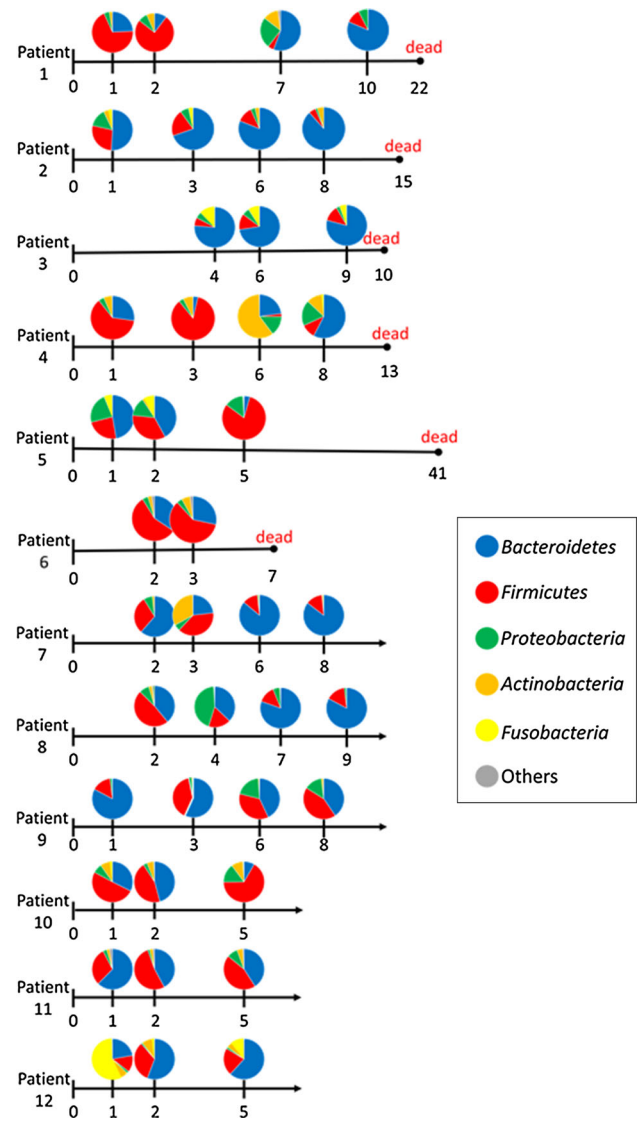 dead
Patient
1
0 1 2 7 10 22
dead
Patient
2
0 1 3 6 8 15
dead
Patient
3
0 4 6 9 10
dead
Patient
4
0 1 3 6 8 13
dead
Patient
5
0 1 2 5 41
dead
Patient
6
0 2 3 7
Patient
7
0 2 3 6 8
Patient
8
0 2 4 7 9
Patient
9
0 1 3 6 8
Patient
10
0 1 2 5
Patient
11
0 1 2 5
Patient
12
0 1 2 5
Bacteroidetes
Firmicutes
Proteobacteria
Actinobacteria
Fusobacteria
Others